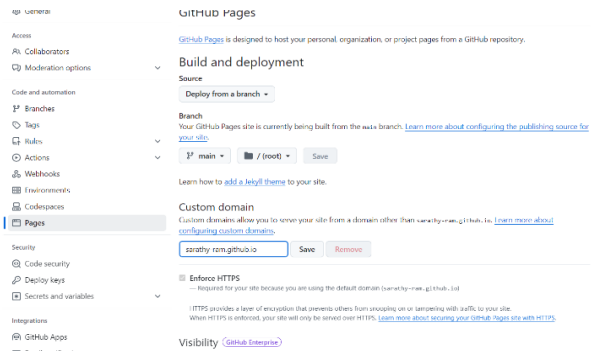 General
Access
Collaborators
Moderation options
Code and automation
Branches
Tags
Rules
Actions
Webhooks
Environments
Codespaces
Pages
Security
Code security
Deploy keys
Secrets and variables
Integrations
GitHub Apps
GitHub Pages
GitHub Pages is designed to host your personal, organization, or project pages from a GitHub repository.
Build and deployment
Source
Deploy from a branch
Branch
Your GitHub Pages site is currently being built from the main branch. Learn more about configuring the publishing source for
your site.
main / (root) Save
Learn how to add a Jekyll theme to your site.
Custom domain
Custom domains allow you to serve your site from a domain other than sarathy-ram.github.io. Learn more about
configuring custom domains.
sarathy-ram.github.io Save Remove
Enforce HTTPS
— Required for your site because you are using the default domain (sarathy-ram.github.io)
HTTPS provides a layer of encryption that prevents others from snooping on or tampering with traffic to your site.
When HTTPS is enforced, your site will only be served over HTTPS. Learn more about securing your GitHub Pages site with HTTPS.
Visibility GitHub Enterprise